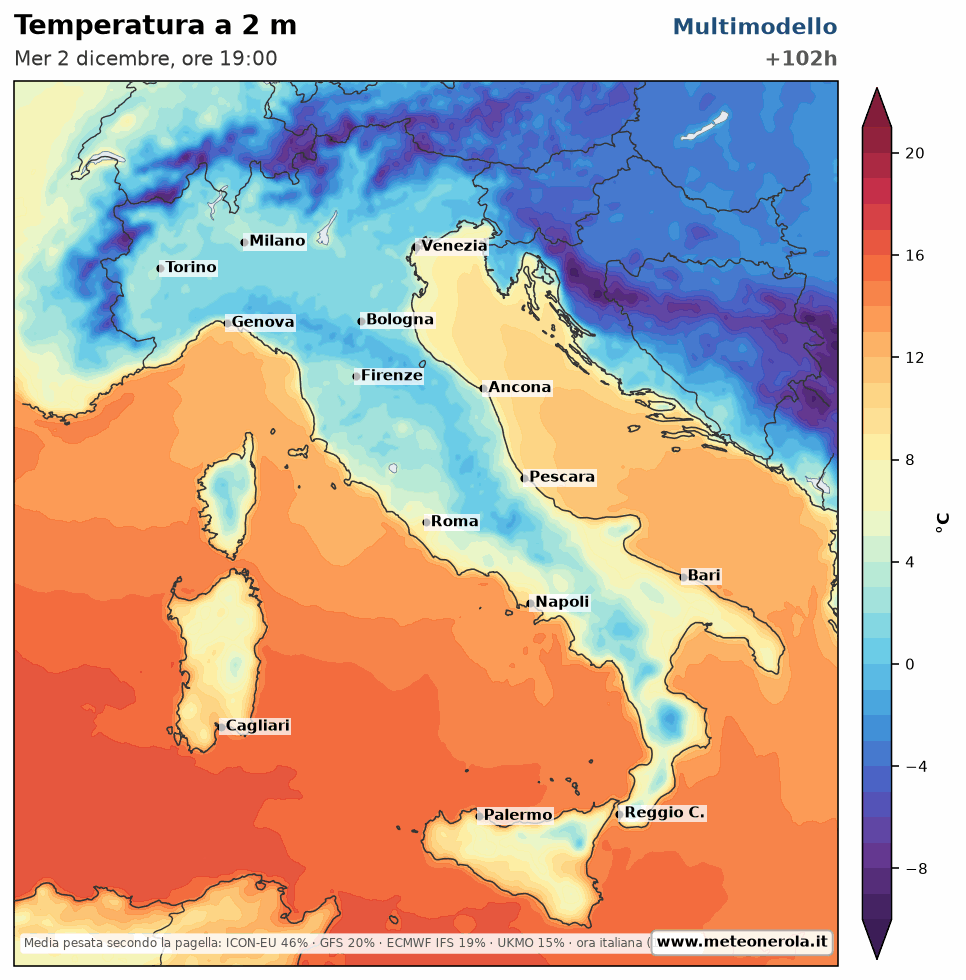 Temperatura a 2 m
Multimodello
Mer 2 dicembre, ore 19:00
+102h
20
16
12
8
4
0
−4
−8
°C
Milano
Venezia
Torino
Genova
Bologna
Firenze
Ancona
Pescara
Roma
Bari
Napoli
Cagliari
Palermo
Reggio C.
Media pesata secondo la pagella: ICON-EU 46% · GFS 20% · ECMWF IFS 19% · UKMO 15% · ora italiana (
www.meteonerola.it